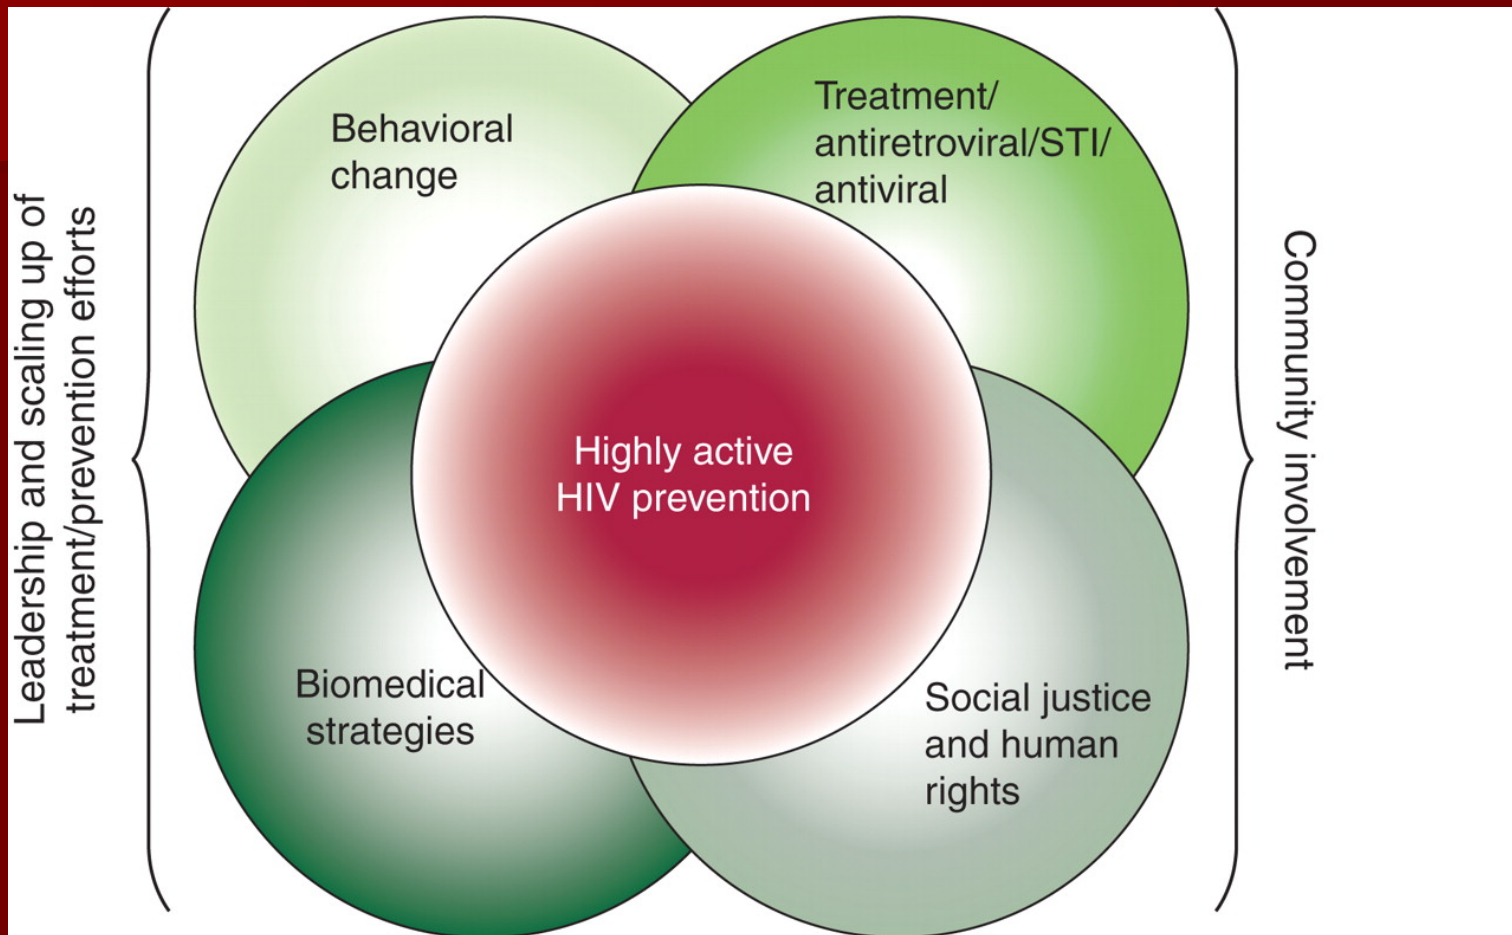 Leadership and scaling up of
treatment/prevention efforts
Behavioral
change
Treatment/
antiretroviral/STI/
antiviral
Highly active
HIV prevention
Biomedical
strategies
Social justice
and human
rights
Community involvement